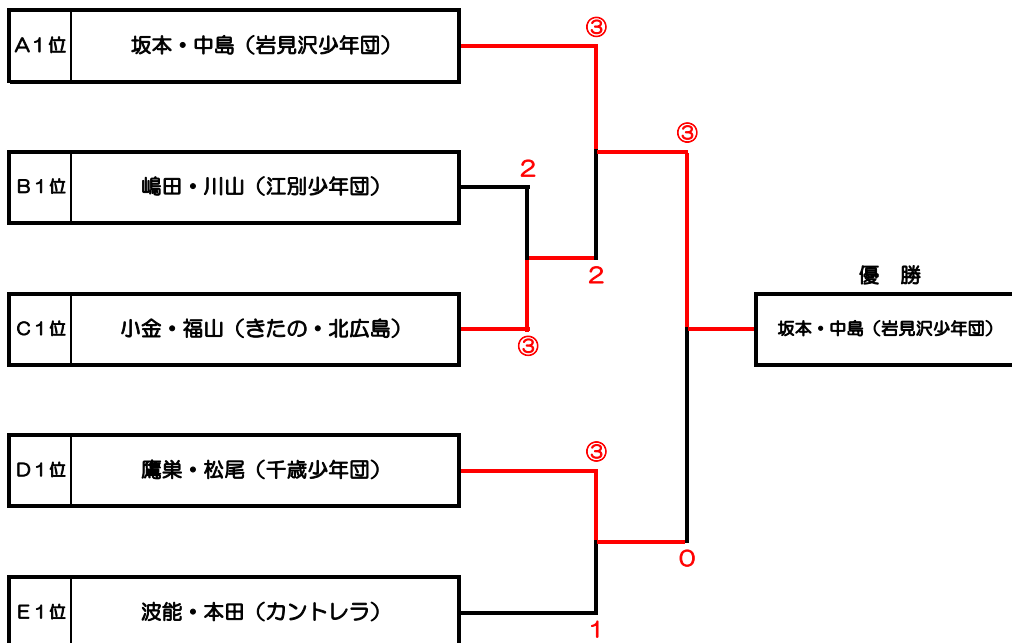 ③
A1位 坂本・中島（岩見沢少年団）
③
2
B1位 嶋田・川山（江別少年団）
2
優　勝
C1位 小金・福山（きたの・北広島）
坂本・中島（岩見沢少年団）
③
③
D1位 鷹巣・松尾（千歳少年団）
0
E1位 波能・本田（カントレラ）
1